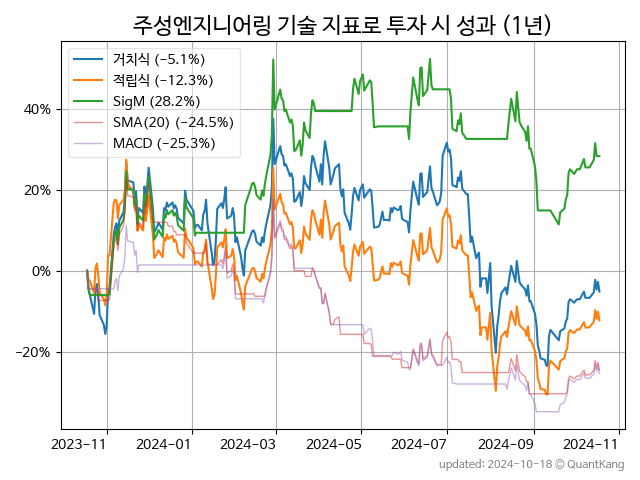 주성엔지니어링 기술 지표로 투자 시 성과 (1년)
거치식 (−5.1%)
적립식 (−12.3%)
SigM (28.2%)
SMA(20) (−24.5%)
MACD (−25.3%)
40%
20%
0%
−20%
2023-11 2024-01 2024-03 2024-05 2024-07 2024-09 2024-11
updated: 2024-10-18 © QuantKang